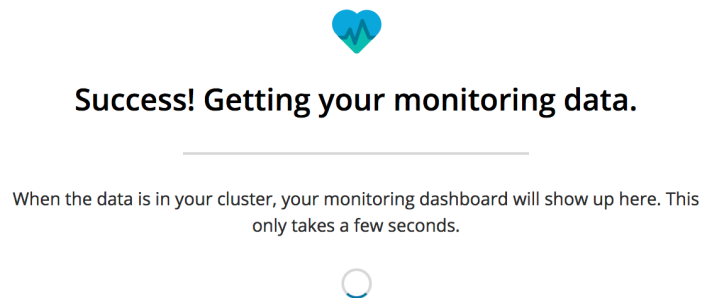 Success! Getting your monitoring data.
When the data is in your cluster, your monitoring dashboard will show up here. This
only takes a few seconds.